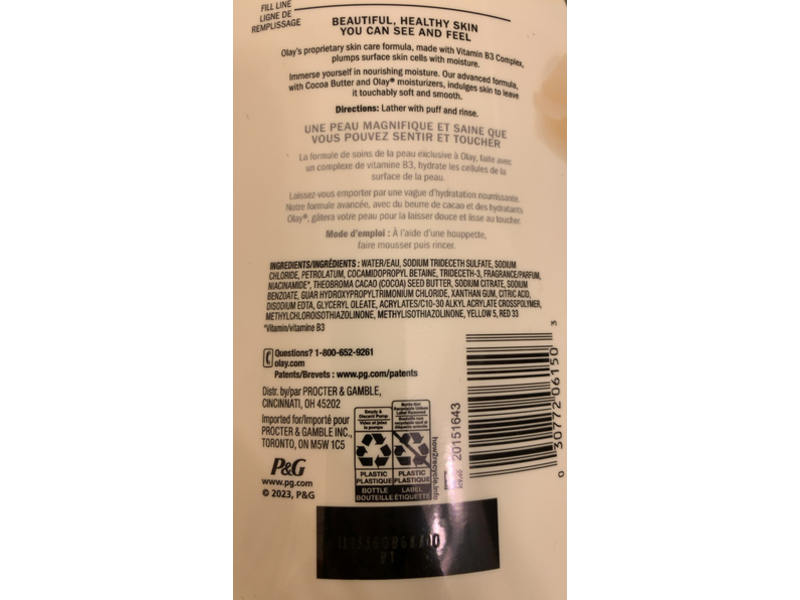 FILL LINE
LIGNE DE
REMPLISSAGE
BEAUTIFUL, HEALTHY SKIN
YOU CAN SEE AND FEEL
Olay's proprietary skin care formula, made with Vitamin B3 Complex,
plumps surface skin cells with moisture.
Immerse yourself in nourishing moisture. Our advanced formula,
with Cocoa Butter and Olay® moisturizers, indulges skin to leave
it touchably soft and smooth.
Directions: Lather with puff and rinse.
UNE PEAU MAGNIFIQUE ET SAINE QUE
VOUS POUVEZ SENTIR ET TOUCHER
La formule de soins de la peau exclusive à Olay, faite avec
un complexe de vitamine B3, hydrate les cellules de la
surface de la peau.
Laissez-vous emporter par une vague d'hydratation nourrissante.
Notre formule avancée, avec du beurre de cacao et des hydratants
Olay®, gâtera votre peau pour la laisser douce et lisse au toucher.
Mode d'emploi : À l'aide d'une houppette,
faire mousser puis rincer.
INGREDIENTS/INGRÉDIENTS : WATER/EAU, SODIUM TRIDECETH SULFATE, SODIUM
CHLORIDE, PETROLATUM, COCAMIDOPROPYL BETAINE, TRIDECETH-3, FRAGRANCE/PARFUM,
NIACINAMIDE*, THEOBROMA CACAO (COCOA) SEED BUTTER, SODIUM CITRATE, SODIUM
BENZOATE, GUAR HYDROXYPROPYLTRIMONIUM CHLORIDE, XANTHAN GUM, CITRIC ACID,
DISODIUM EDTA, GLYCERYL OLEATE, ACRYLATES/C10-30 ALKYL ACRYLATE CROSSPOLYMER,
METHYLCHLOROISOTHIAZOLINONE, METHYLISOTHIAZOLINONE, YELLOW 5, RED 33
*Vitamin/vitamine B3
Questions? 1-800-652-9261
olay.com
Patents/Brevets : www.pg.com/patents
Distr. by/par PROCTER & GAMBLE,
CINCINNATI, OH 45202
Imported for/Importé pour
PROCTER & GAMBLE INC.,
TORONTO, ON M5W 1C5
P&G
www.pg.com
© 2023, P&G
Empty &
Discard Pump
Videz et jetez
la pompe
PLASTIC
PLASTIQUE
BOTTLE
BOUTEILLE
PLASTIC
PLASTIQUE
LABEL
ÉTIQUETTE
how2recycle.info
20151643
0 30772 06150 3